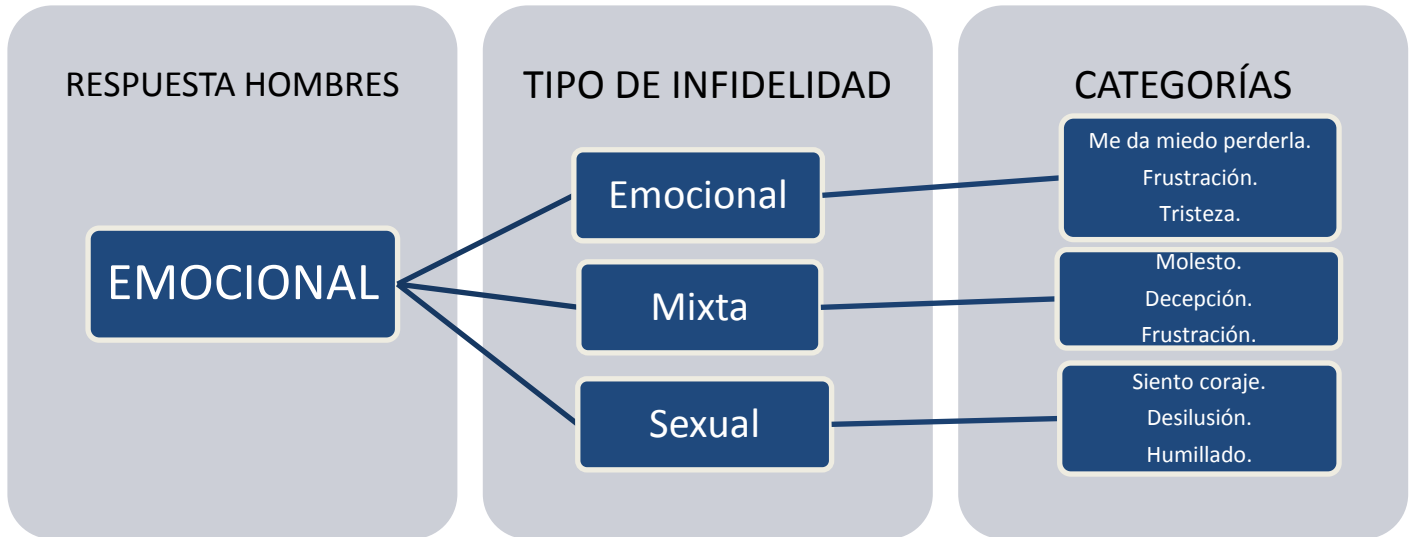 RESPUESTA HOMBRES
EMOCIONAL
TIPO DE INFIDELIDAD
Emocional
Mixta
Sexual
CATEGORÍAS
Me da miedo perderla.
Frustración.
Tristeza.
Molesto.
Decepción.
Frustración.
Siento coraje.
Desilusión.
Humillado.